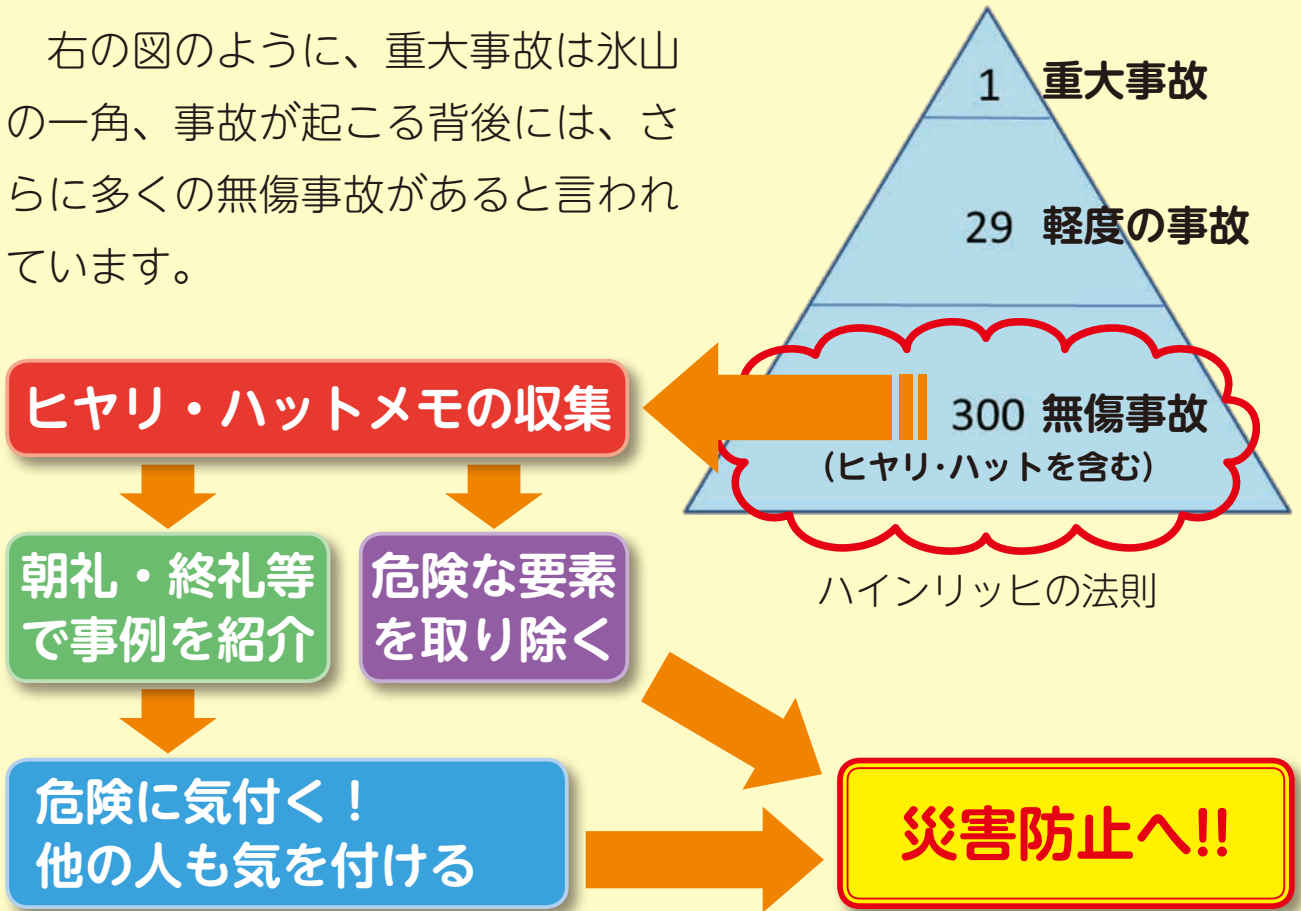 右の図のように、重大事故は氷山
の一角、事故が起こる背後には、さ
らに多くの無傷事故があると言われ
ています。
1 重大事故
29 軽度の事故
300 無傷事故
(ヒヤリ・ハットを含む)
ハインリッヒの法則
ヒヤリ・ハットメモの収集
朝礼・終礼等
で事例を紹介
危険な要素
を取り除く
危険に気付く！
他の人も気を付ける
災害防止へ!!